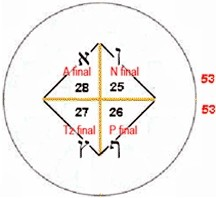 א ן
A final N final
28 25
53
27 26
53
Tz final P final
ץ ף